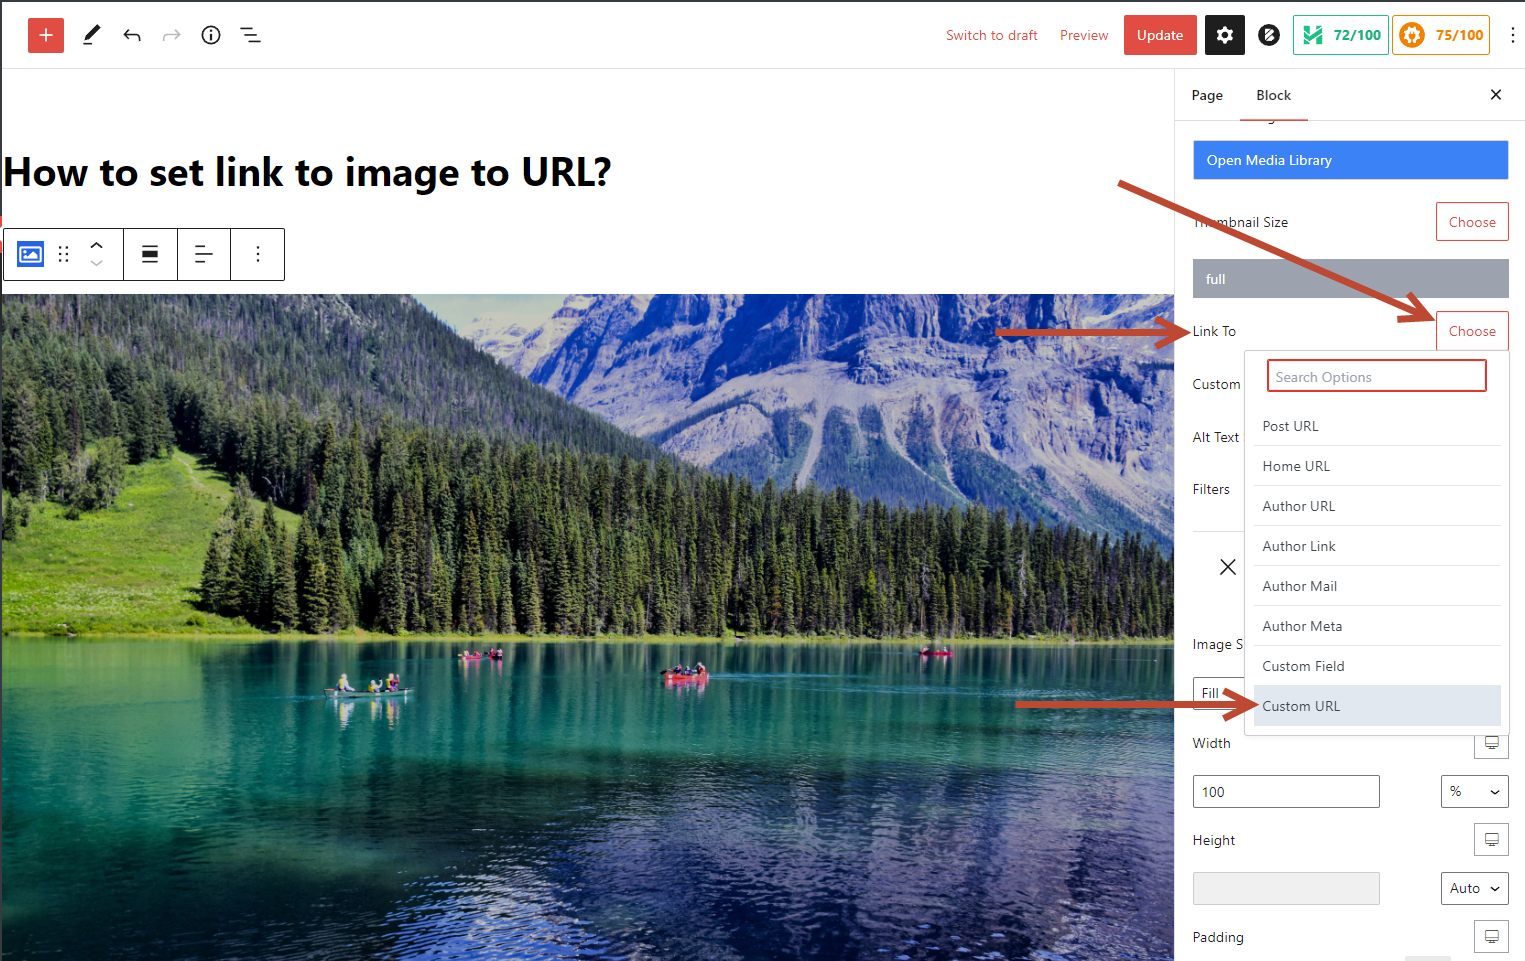 Switch to draft
Preview
Update
72/100
75/100
Page
Block
How to set link to image to URL?
Open Media Library
Thumbnail Size
Choose
full
Link To
Choose
Search Options
Custom
Alt Text
Post URL
Home URL
Filters
Author URL
Author Link
Author Mail
Author Meta
Image S
Custom Field
Fill
Custom URL
Width
100
%
Height
Auto
Padding